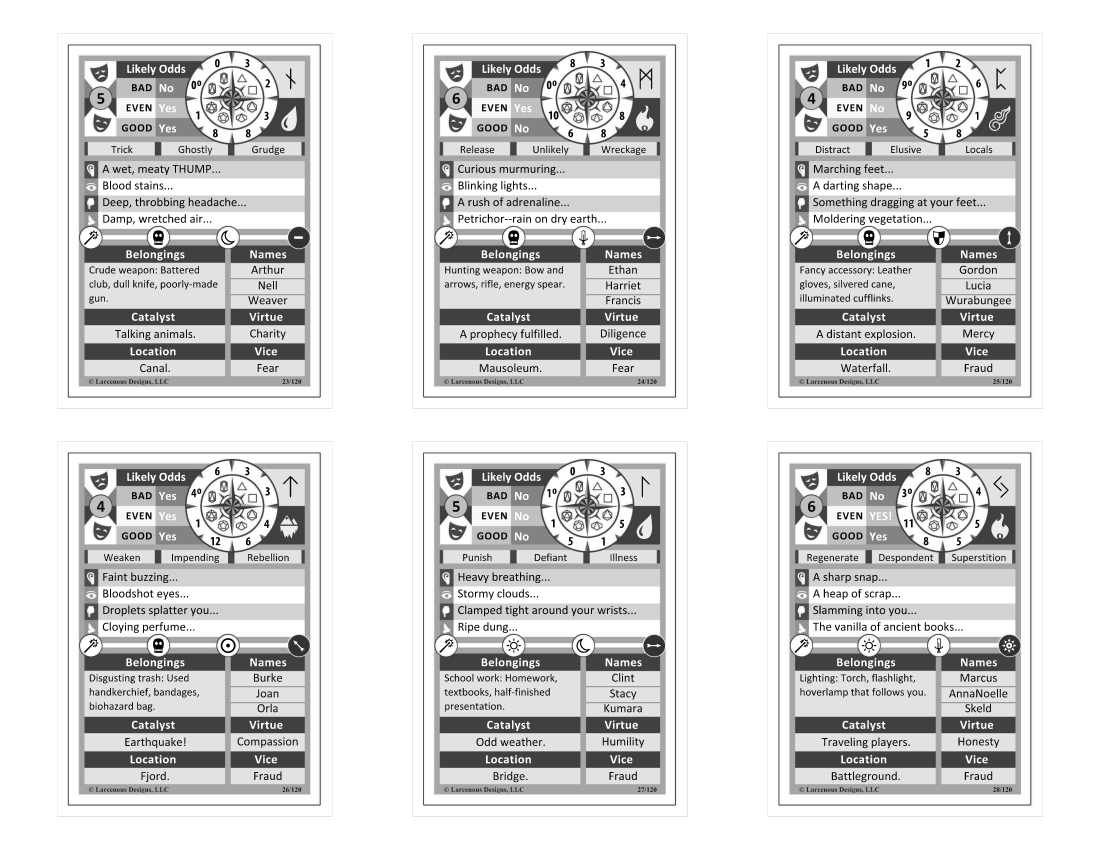 Likely Odds
5
BAD No
EVEN Yes
GOOD Yes
0 3 2 3 8 8 1 0º
Trick Ghostly Grudge
A wet, meaty THUMP...
Blood stains...
Deep, throbbing headache...
Damp, wretched air...
Belongings
Crude weapon: Battered
club, dull knife, poorly-made
gun.
Names
Arthur
Nell
Weaver
Catalyst
Talking animals.
Virtue
Charity
Location
Canal.
Vice
Fear
© Larcenous Designs, LLC 23/120
Likely Odds
6
BAD No
EVEN Yes
GOOD No
8 3 4 8 8 6 10 0º
Release Unlikely Wreckage
Curious murmuring...
Blinking lights...
A rush of adrenaline...
Petrichor--rain on dry earth...
Belongings
Hunting weapon: Bow and
arrows, rifle, energy spear.
Names
Ethan
Harriet
Francis
Catalyst
A prophecy fulfilled.
Virtue
Diligence
Location
Mausoleum.
Vice
Fear
© Larcenous Designs, LLC 24/120
Likely Odds
4
BAD No
EVEN No
GOOD Yes
1 2 6 8 8 5 9 9º
Distract Elusive Locals
Marching feet...
A darting shape...
Something dragging at your feet...
Moldering vegetation...
Belongings
Fancy accessory: Leather
gloves, silvered cane,
illuminated cufflinks.
Names
Gordon
Lucia
Wurabungee
Catalyst
A distant explosion.
Virtue
Mercy
Location
Waterfall.
Vice
Fraud
© Larcenous Designs, LLC 25/120
Likely Odds
4
BAD Yes
EVEN Yes
GOOD Yes
6 3 3 4 6 12 1 4º
Weaken Impending Rebellion
Faint buzzing...
Bloodshot eyes...
Droplets splatter you...
Cloying perfume...
Belongings
Disgusting trash: Used
handkerchief, bandages,
biohazard bag.
Names
Burke
Joan
Orla
Catalyst
Earthquake!
Virtue
Compassion
Location
Fjord.
Vice
Fraud
© Larcenous Designs, LLC 26/120
Likely Odds
5
BAD No
EVEN No
GOOD No
0 3 3 5 1 5 1 1º
Punish Defiant Illness
Heavy breathing...
Stormy clouds...
Clamped tight around your wrists...
Ripe dung...
Belongings
School work: Homework,
textbooks, half-finished
presentation.
Names
Clint
Stacy
Kumara
Catalyst
Odd weather.
Virtue
Humility
Location
Bridge.
Vice
Fraud
© Larcenous Designs, LLC 27/120
Likely Odds
6
BAD No
EVEN YES!
GOOD Yes
8 3 4 5 5 8 11 3º
Regenerate Despondent Superstition
A sharp snap...
A heap of scrap...
Slamming into you...
The vanilla of ancient books...
Belongings
Lighting: Torch, flashlight,
hoverlamp that follows you.
Names
Marcus
AnnaNoelle
Skeld
Catalyst
Traveling players.
Virtue
Honesty
Location
Battleground.
Vice
Fraud
© Larcenous Designs, LLC 28/120